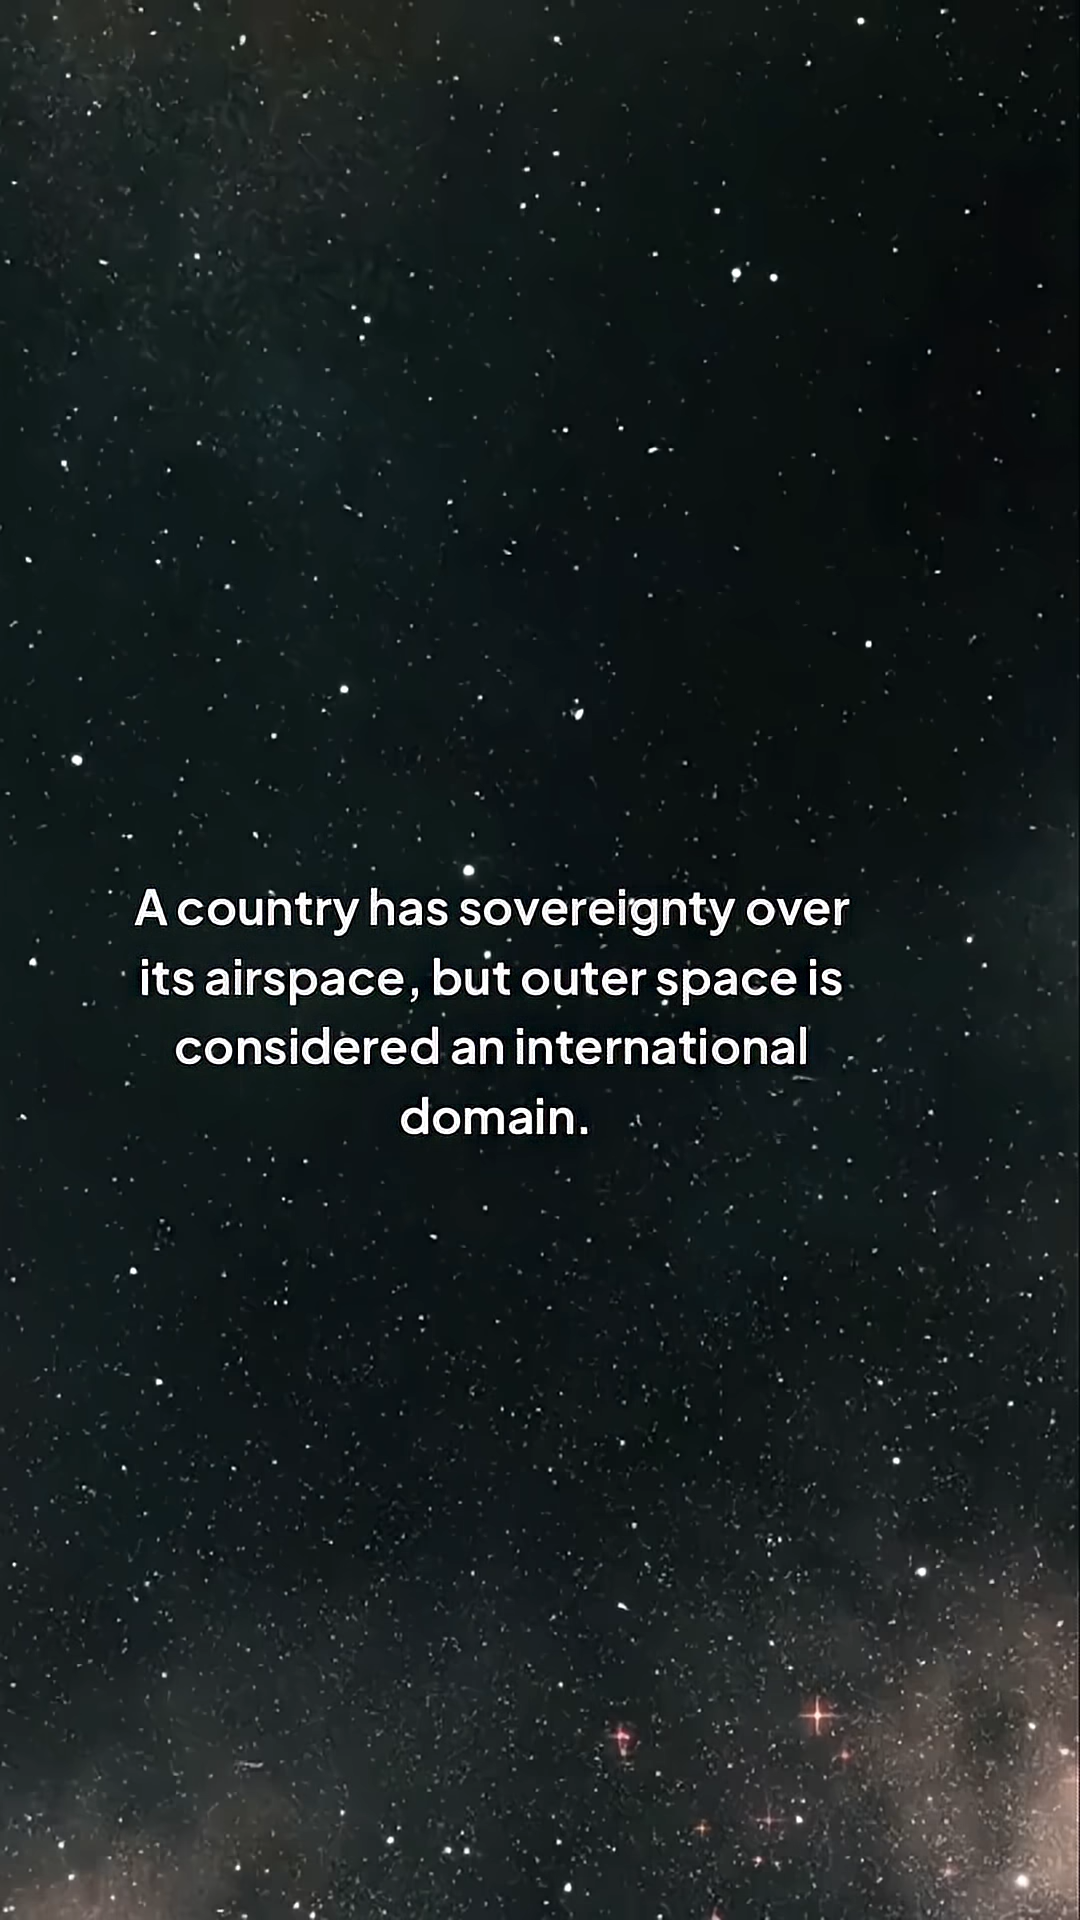 A country has sovereignty over
its airspace, but outer space is
considered an international
domain.